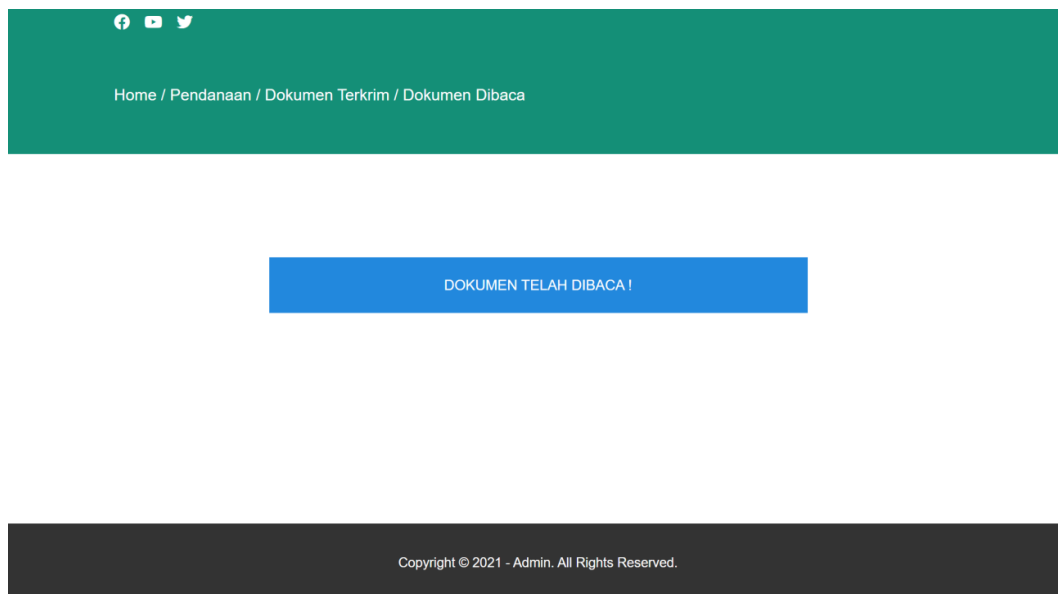 Home / Pendanaan / Dokumen Terkrim / Dokumen Dibaca
DOKUMEN TELAH DIBACA !
Copyright © 2021 - Admin. All Rights Reserved.